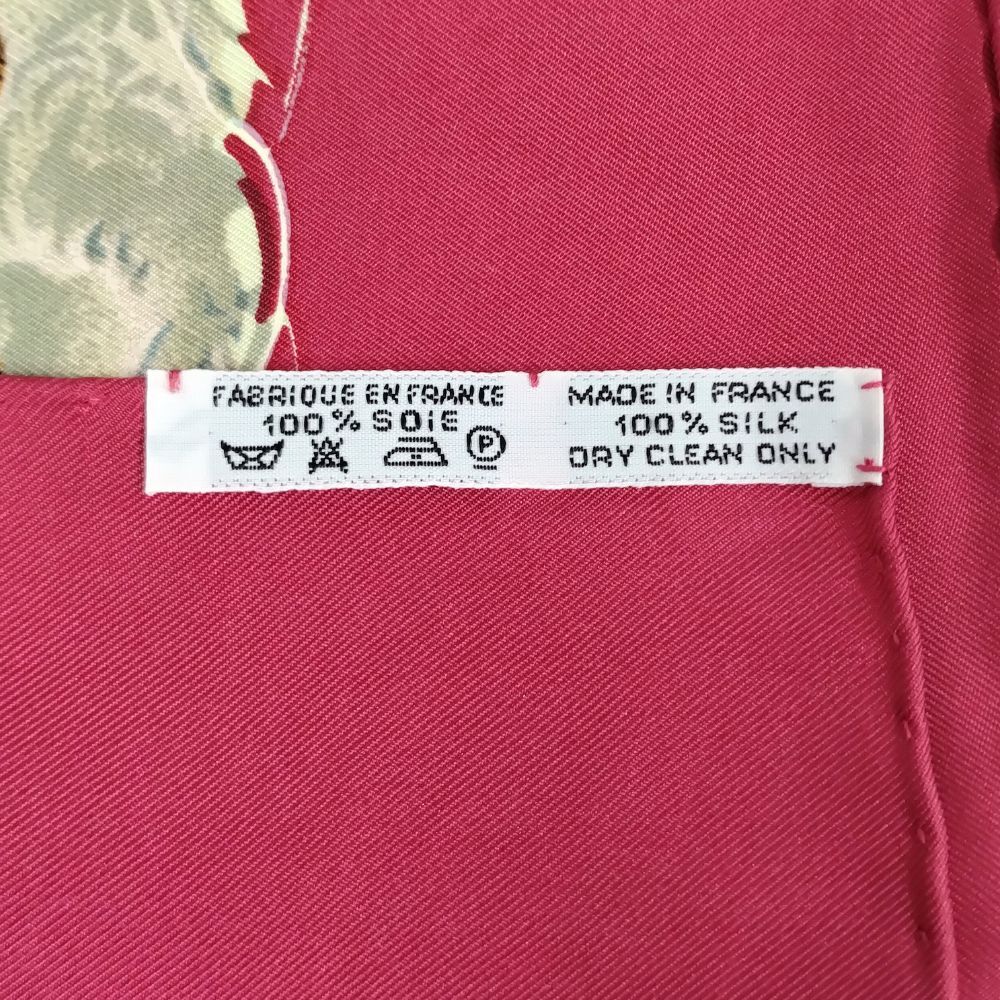 FABRIQUE EN FRANCE
100% SOIE
P
MADE IN FRANCE
100% SILK
DRY CLEAN ONLY